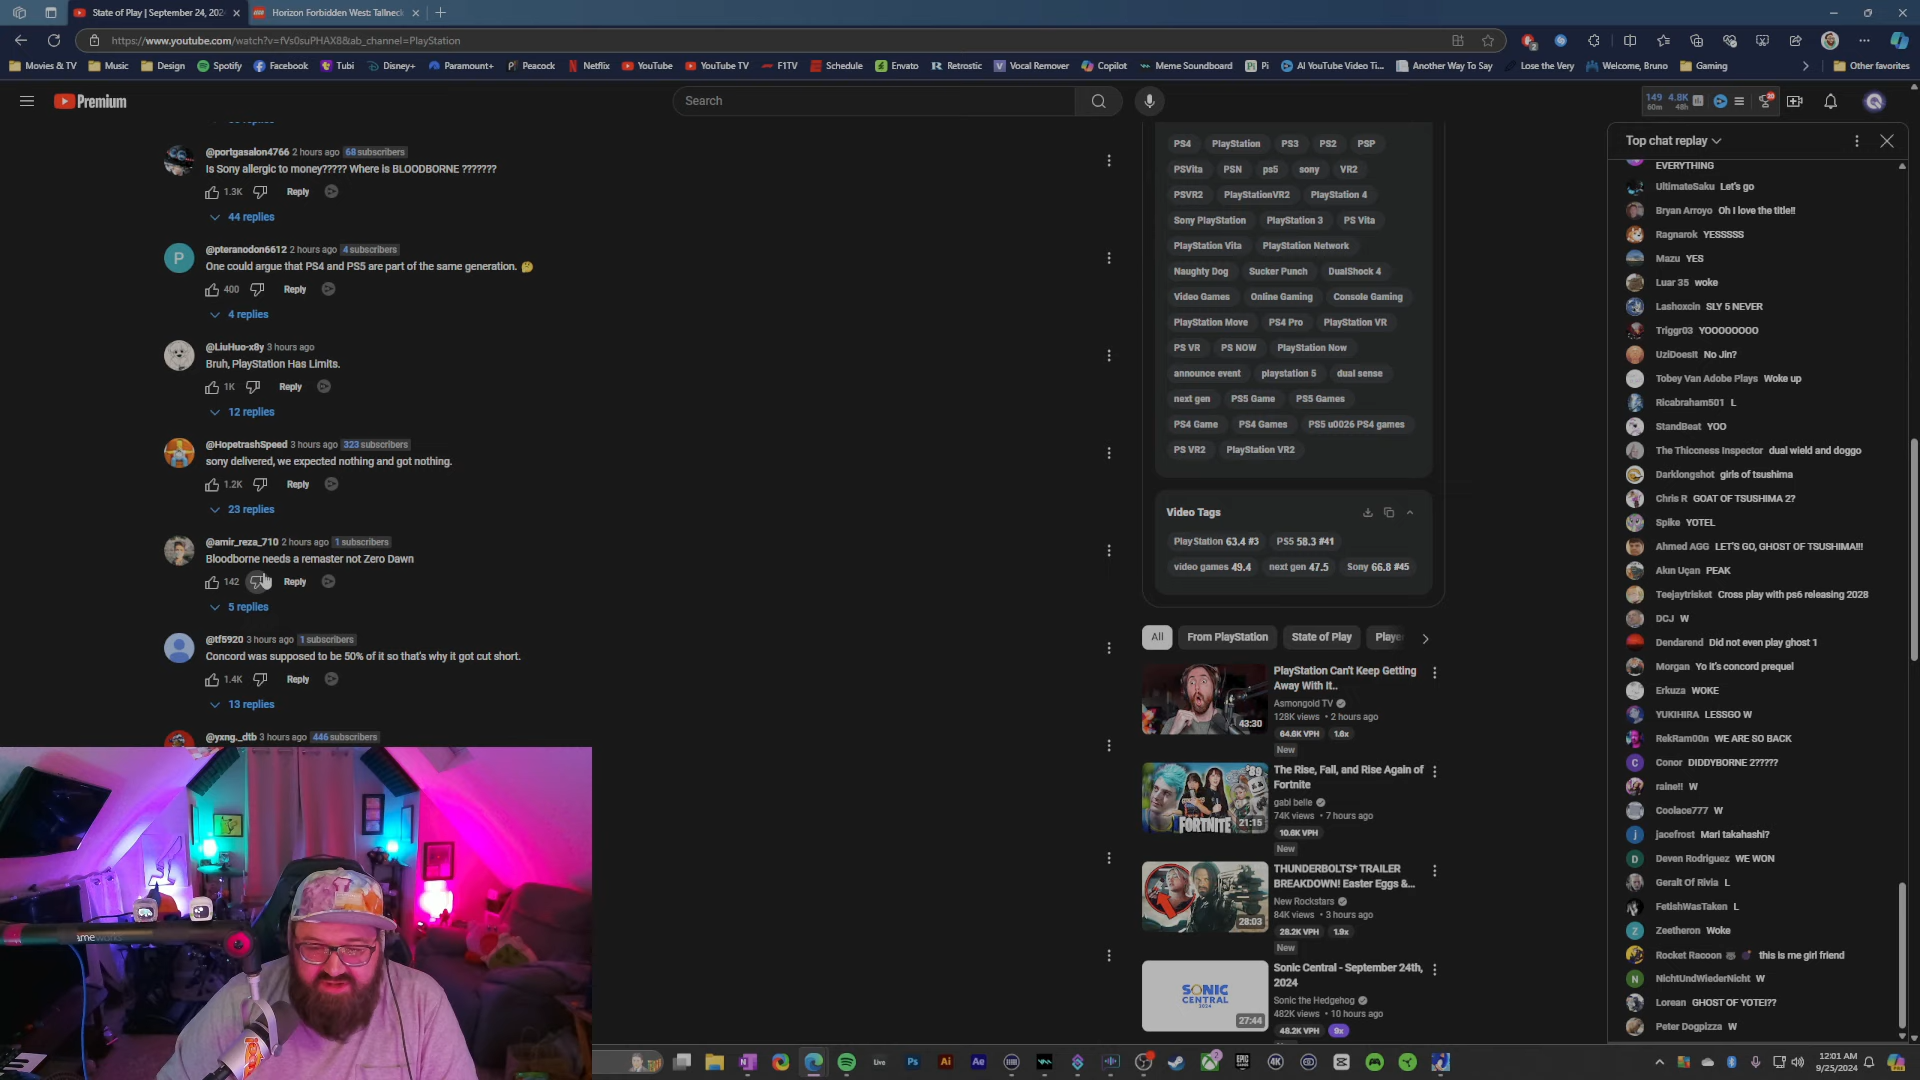 State of Play | September 24, 202
Horizon Forbidden West: Tallneck
https://www.youtube.com/watch?v=fVs0suPHAX8&ab_channel=PlayStation
Movies & TV
Music
Design
Spotify
Facebook
Tubi
Disney+
Paramount+
Peacock
Netflix
YouTube
YouTube TV
F1TV
Schedule
Envato
Retrostic
Vocal Remover
Copilot
Meme Soundboard
Pi
AI YouTube Video Ti...
Another Way To Say
Lose the Very
Welcome, Bruno
Gaming
Other favorites
Premium
Search
149 4.8K
60m 48h
@portgasalon4766 2 hours ago 68 subscribers
Is Sony allergic to money????? Where is BLOODBORNE ???????
1.3K Reply
44 replies
P
@pteranodon6612 2 hours ago 4 subscribers
One could argue that PS4 and PS5 are part of the same generation. 🤔
400 Reply
4 replies
@LiuHuo-x8y 3 hours ago
Bruh, PlayStation Has Limits.
1K Reply
12 replies
@HopetrashSpeed 3 hours ago 323 subscribers
sony delivered, we expected nothing and got nothing.
1.2K Reply
23 replies
@amir_reza_710 2 hours ago 1 subscribers
Bloodborne needs a remaster not Zero Dawn
142 Reply
5 replies
@tf5920 3 hours ago 1 subscribers
Concord was supposed to be 50% of it so that's why it got cut short.
1.4K Reply
13 replies
@yxng._dtb 3 hours ago 446 subscribers
PS4 PlayStation PS3 PS2 PSP
PSVita PSN ps5 sony VR2
PSVR2 PlayStationVR2 PlayStation 4
Sony PlayStation PlayStation 3 PS Vita
PlayStation Vita PlayStation Network
Naughty Dog Sucker Punch DualShock 4
Video Games Online Gaming Console Gaming
PlayStation Move PS4 Pro PlayStation VR
PS VR PS NOW PlayStation Now
announce event playstation 5 dual sense
next gen PS5 Game PS5 Games
PS4 Game PS4 Games PS5 u0026 PS4 games
PS VR2 PlayStation VR2
Video Tags
PlayStation 63.4 #3 PS5 58.3 #41
video games 49.4 next gen 47.5 Sony 66.8 #45
All From PlayStation State of Play Playe
43:30
PlayStation Can't Keep Getting
Away With It..
Asmongold TV
128K views • 2 hours ago
64.6K VPH 1.6x
New
FORTNITE
21:15
The Rise, Fall, and Rise Again of
Fortnite
gabi belle
74K views • 7 hours ago
10.6K VPH
New
28:03
THUNDERBOLTS* TRAILER
BREAKDOWN! Easter Eggs &...
New Rockstars
84K views • 3 hours ago
28.2K VPH 1.9x
New
SONIC
CENTRAL
27:44
Sonic Central - September 24th,
2024
Sonic the Hedgehog
482K views • 10 hours ago
48.2K VPH 9x
Top chat replay
EVERYTHING
UltimateSaku Let's go
Bryan Arroyo Oh I love the title!!
Ragnarok YESSSSS
Mazu YES
Luar 35 woke
Lashoxcin SLY 5 NEVER
Triggr03 YOOOOOOOO
UziDoesIt No Jin?
Tobey Van Adobe Plays Woke up
Ricabraham501 L
StandBeat YOO
The Thiccness Inspector dual wield and doggo
Darklongshot girls of tsushima
Chris R GOAT OF TSUSHIMA 2?
Spike YOTEL
Ahmed AGG LET'S GO, GHOST OF TSUSHIMA!!!
Akın Uçan PEAK
Teejaytrisket Cross play with ps6 releasing 2028
DCJ W
Dendarend Did not even play ghost 1
Morgan Yo it's concord prequel
Erkuza WOKE
YUKIHIRA LESSGO W
RekRam00n WE ARE SO BACK
C Conor DIDDYBORNE 2?????
raine!! W
Coolace777 W
j jacefrost Mari takahashi?
D Deven Rodriguez WE WON
Geralt Of Rivia L
FetishWasTaken L
Z Zeetheron Woke
Rocket Racoon this is me girl friend
N NichtUndWiederNicht W
Lorean GHOST OF YOTEI??
Peter Dogpizza W
Live
Ps
Ai
Ae
4K
12:01 AM
9/25/2024